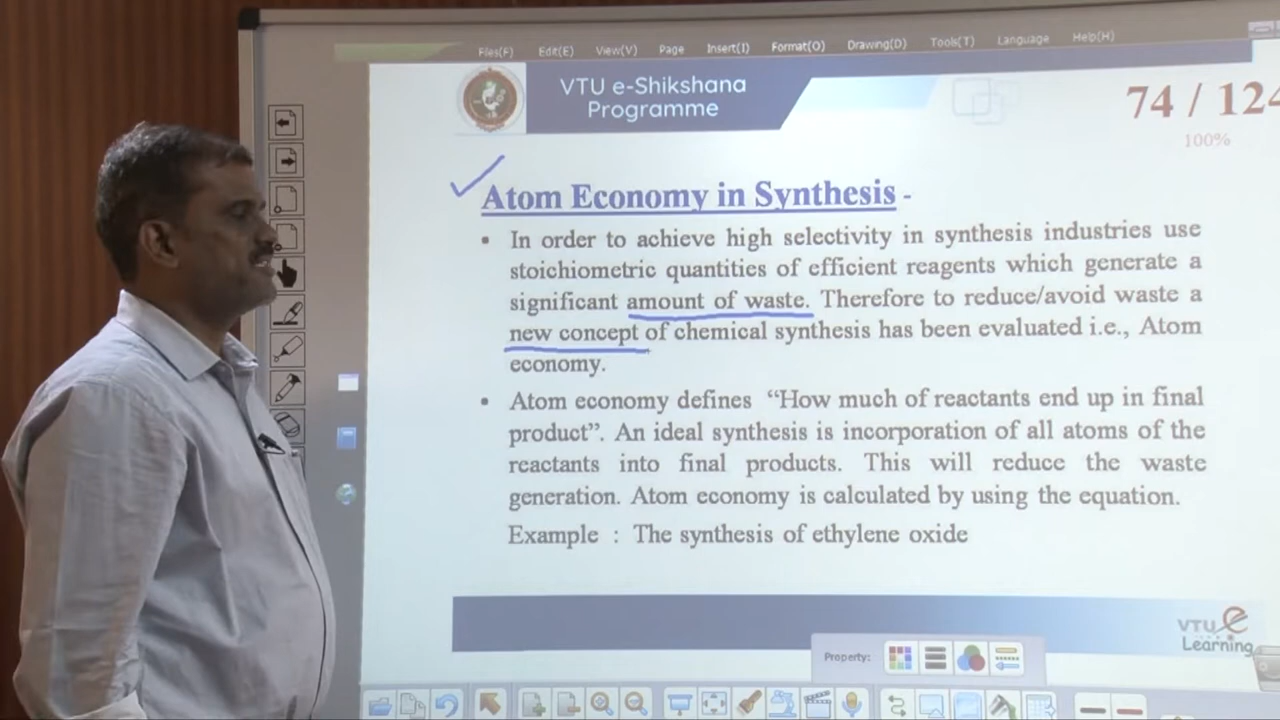 Files(F) Edit(E) View(V) Page Insert(I) Format(O) Drawing(D) Tools(T) Language Help(H)
VTU e-Shikshana
Programme
74 / 124
100%
Atom Economy in Synthesis -
• In order to achieve high selectivity in synthesis industries use
stoichiometric quantities of efficient reagents which generate a
significant amount of waste. Therefore to reduce/avoid waste a
new concept of chemical synthesis has been evaluated i.e., Atom
economy.
• Atom economy defines “How much of reactants end up in final
product”. An ideal synthesis is incorporation of all atoms of the
reactants into final products. This will reduce the waste
generation. Atom economy is calculated by using the equation.
Example : The synthesis of ethylene oxide
VTU e
Learning
Property: